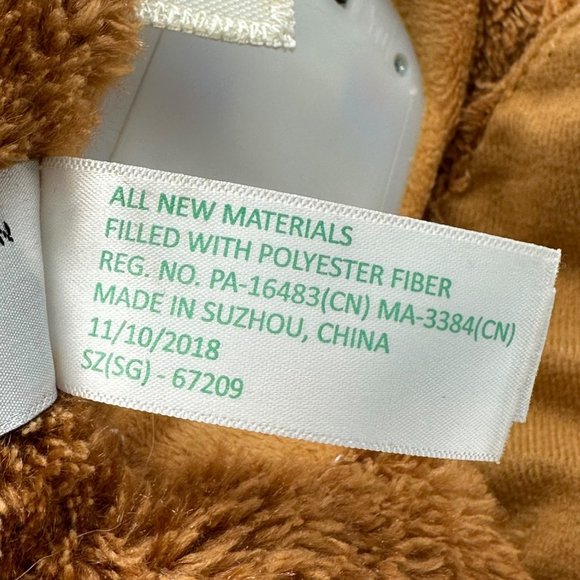 ALL NEW MATERIALS
FILLED WITH POLYESTER FIBER
REG. NO. PA-16483(CN) MA-3384(CN)
MADE IN SUZHOU, CHINA
11/10/2018
SZ(SG) - 67209